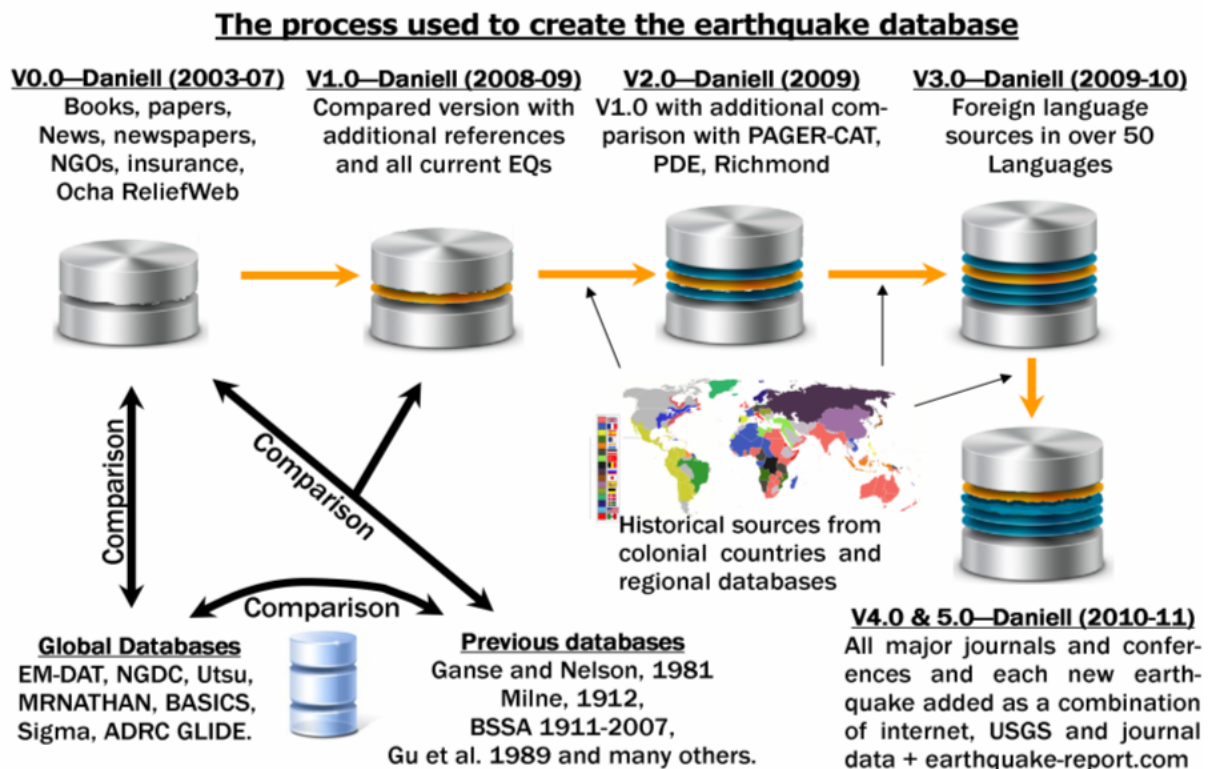 The process used to create the earthquake database
V0.0—Daniell (2003-07)
Books, papers,
News, newspapers,
NGOs, insurance,
Ocha ReliefWeb
V1.0—Daniell (2008-09)
Compared version with
additional references
and all current EQs
V2.0—Daniell (2009)
V1.0 with additional com-
parison with PAGER-CAT,
PDE, Richmond
V3.0—Daniell (2009-10)
Foreign language
sources in over 50
Languages
Comparison
Comparison
Comparison
Historical sources from
colonial countries and
regional databases
Global Databases
EM-DAT, NGDC, Utsu,
MRNATHAN, BASICS,
Sigma, ADRC GLIDE.
Previous databases
Ganse and Nelson, 1981
Milne, 1912,
BSSA 1911-2007,
Gu et al. 1989 and many others.
V4.0 & 5.0—Daniell (2010-11)
All major journals and confer-
ences and each new earth-
quake added as a combination
of internet, USGS and journal
data + earthquake-report.com